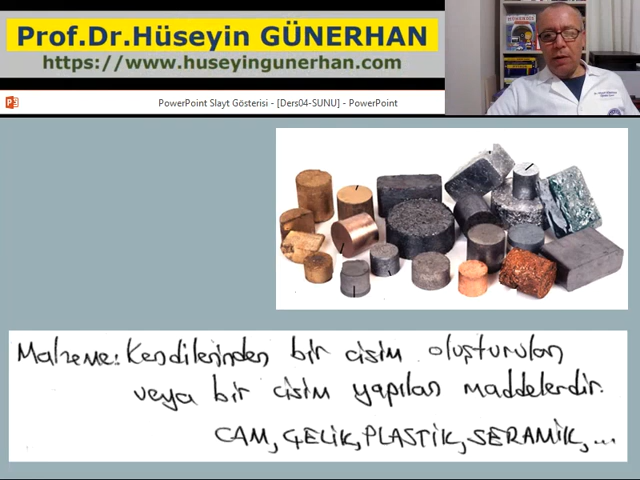 Prof.Dr.Hüseyin GÜNERHAN
https://www.huseyingunerhan.com
PowerPoint Slayt Gösterisi - [Ders04-SUNU] - PowerPoint
Malzeme: Kendilerinden bir cisim oluşturulan
veya bir cisim yapılan maddelerdir.
CAM, ÇELİK, PLASTİK, SERAMİK, ...